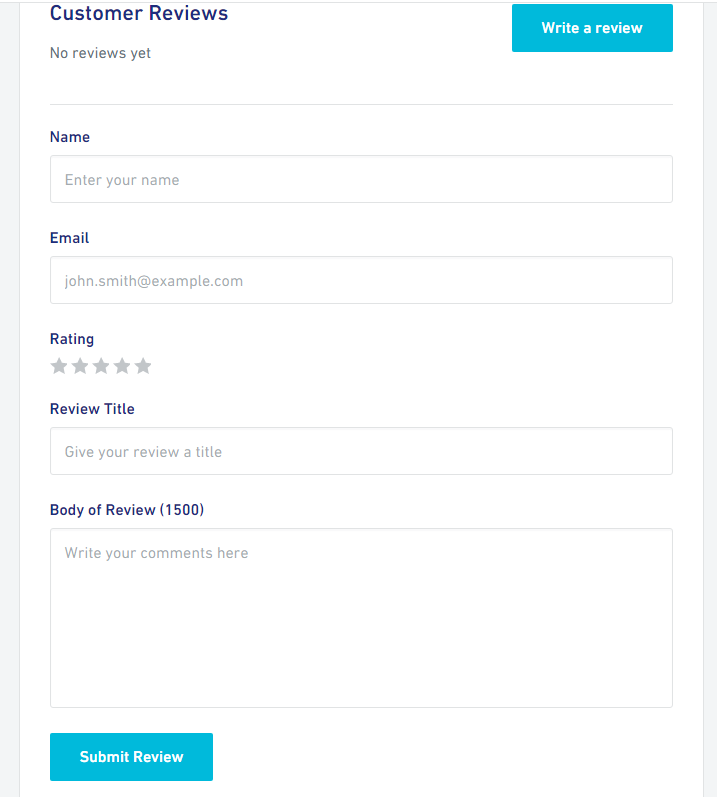 Customer Reviews
Write a review
No reviews yet
Name
Enter your name
Email
john.smith@example.com
Rating
Review Title
Give your review a title
Body of Review (1500)
Write your comments here
Submit Review